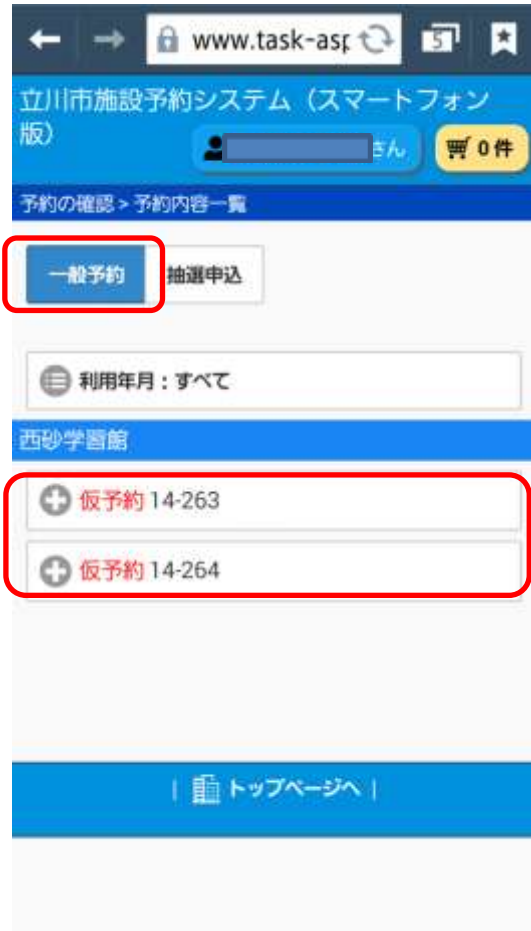 www.task-asp
5
立川市施設予約システム（スマートフォン
版）
さん
0件
予約の確認 > 予約内容一覧
一般予約
抽選申込
利用年月：すべて
西砂学習館
仮予約 14-263
仮予約 14-264
| トップページへ |